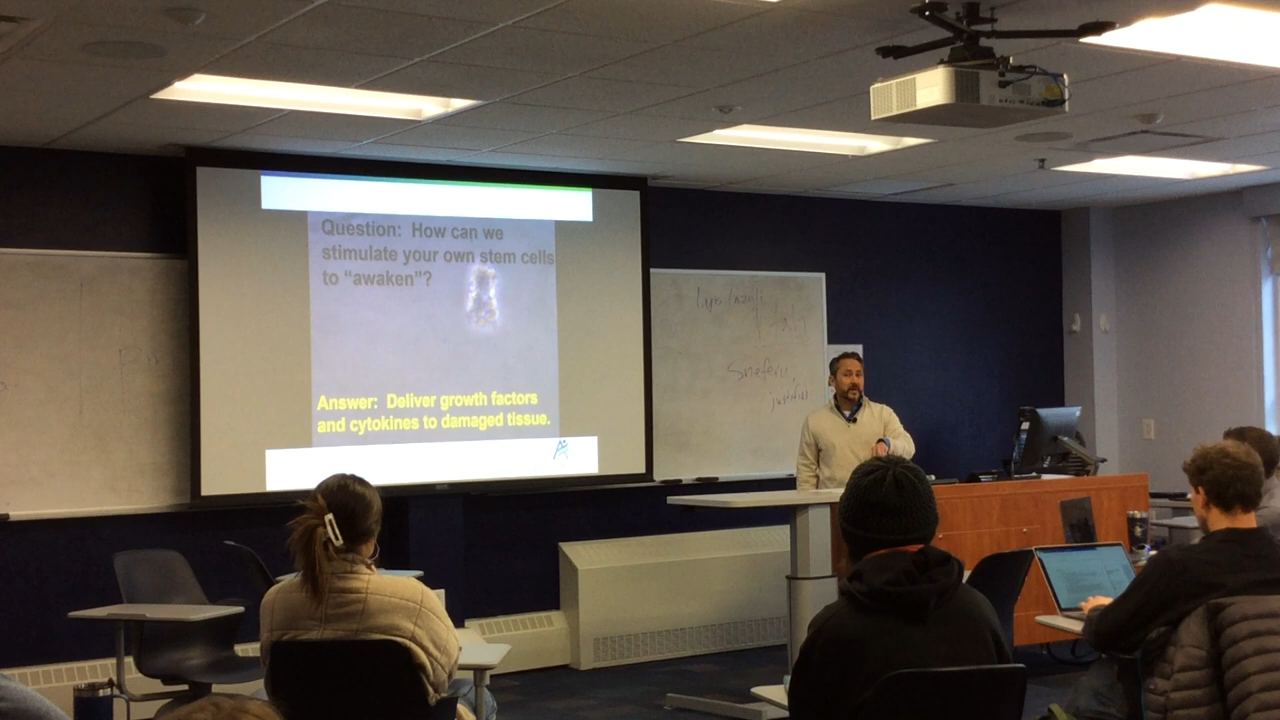 Question:  How can we
stimulate your own stem cells
to “awaken”?
Answer:  Deliver growth factors
and cytokines to damaged tissue.
Sneferu